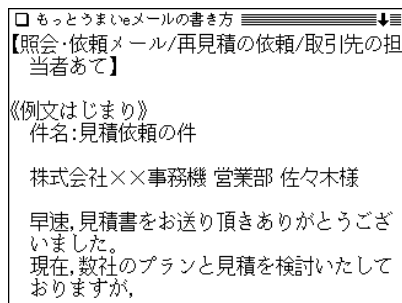 もっとうまいeメールの書き方
【照会･依頼メール/再見積の依頼/取引先の担
当者あて】
《例文はじまり》
件名:見積依頼の件
株式会社××事務機 営業部 佐々木様
早速,見積書をお送り頂きありがとうござ
いました。
現在,数社のプランと見積を検討いたして
おりますが,